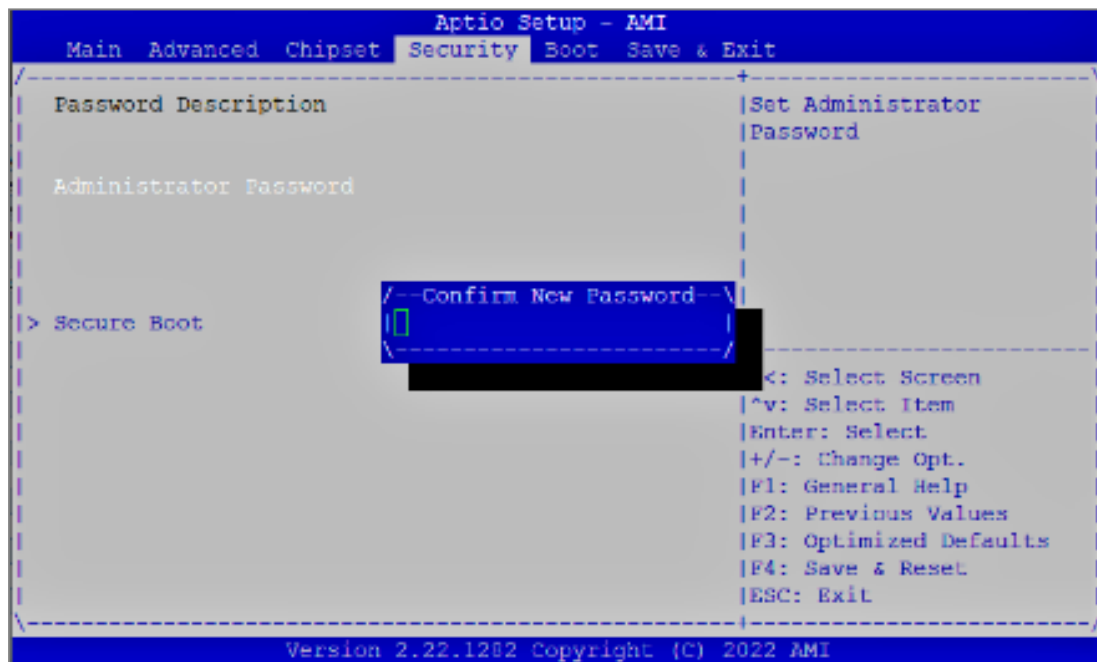 Aptio Setup - AMI
Main Advanced Chipset Security Boot Save & Exit
Password Description
Administrator Password
> Secure Boot
Confirm New Password
Set Administrator
Password
<: Select Screen
^v: Select Item
Enter: Select
+/-: Change Opt.
F1: General Help
F2: Previous Values
F3: Optimized Defaults
F4: Save & Reset
ESC: Exit
Version 2.22.1282 Copyright (C) 2022 AMI